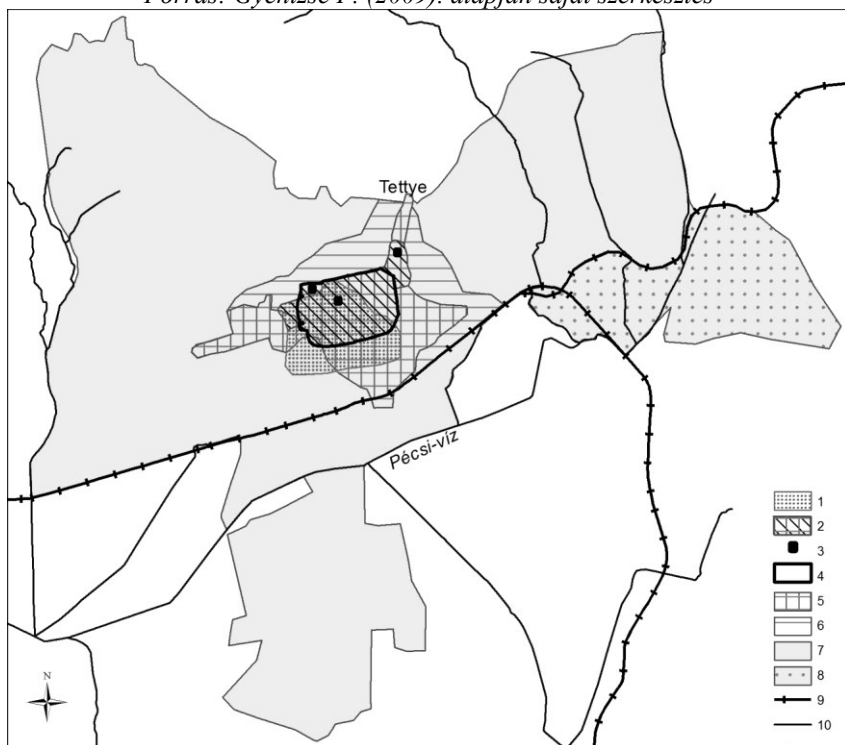 Forrás: Gyenizse P. (2009). alapján saját szerkesztés
Tettye
Pécsi-víz
1
2
3
4
5
6
7
8
9
10
N